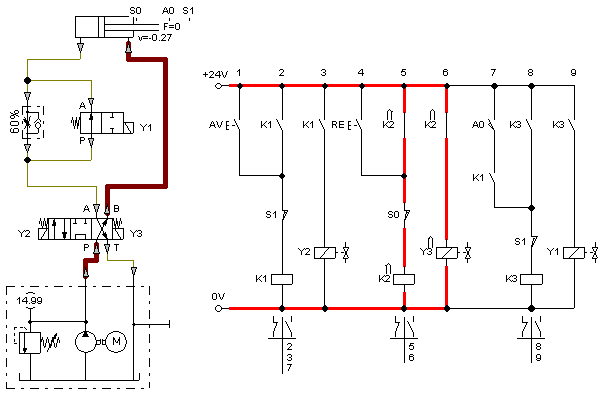 S0 A0 S1
F=0
v=-0.27
60%
A
P
Y1
A B
Y2 Y3
P T
14.99
M
1 2 3 4 5 6 7 8 9
+24V
AV K1 K1 RE K2 K2 A0 K3 K3
K1
S1 S0 S1
Y2 Y3 Y1
K1 K2 K3
0V
2 5 8
3 6 9
7